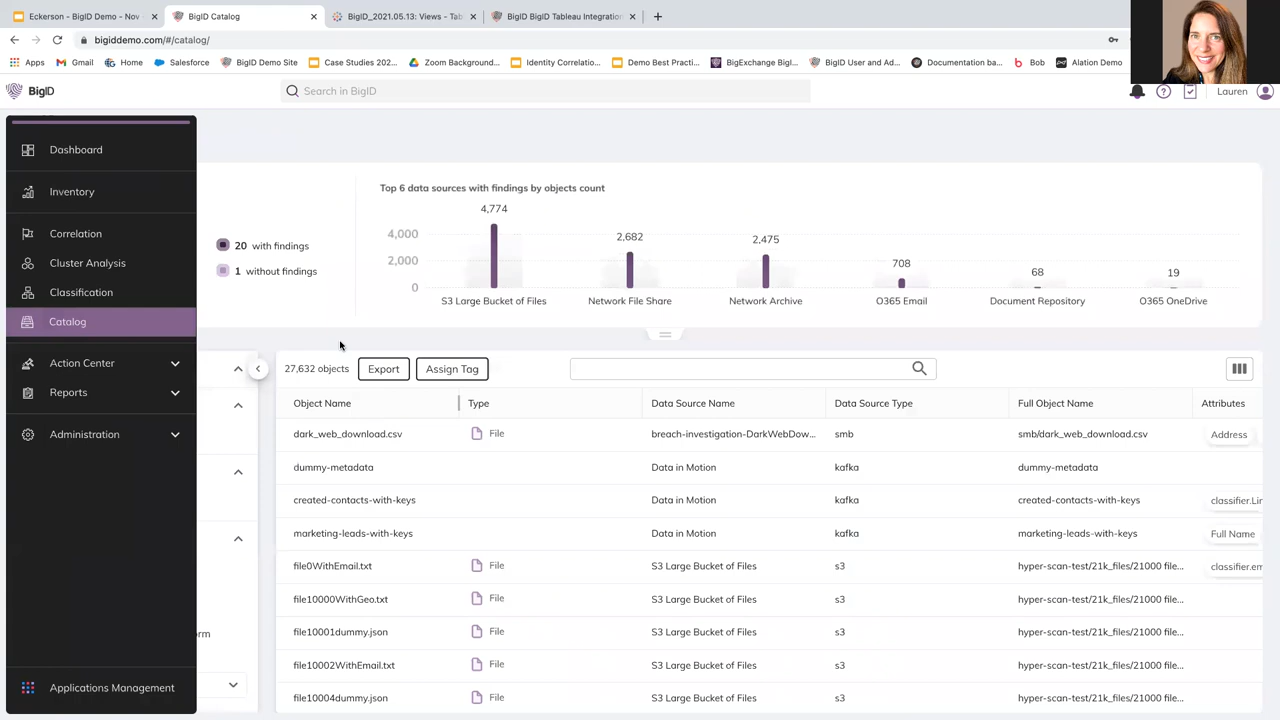 Eckerson - BigID Demo - Nov
BigID Catalog
BigID_2021.05.13: Views - Tab
BigID BigID Tableau Integration
bigiddemo.com/#/catalog/
Apps
Gmail
Home
Salesforce
BigID Demo Site
Case Studies 202...
Zoom Background...
Identity Correlatio...
Demo Best Practi...
BigExchange BigI...
BigID User and Ad...
Documentation ba...
Bob
Alation Demo
BigID
Search in BigID
Lauren
Dashboard
Inventory
Correlation
Cluster Analysis
Classification
Catalog
Action Center
Reports
Administration
Applications Management
20 with findings
1 without findings
Top 6 data sources with findings by objects count
4,000
2,000
0
4,774
2,682
2,475
708
68
19
S3 Large Bucket of Files
Network File Share
Network Archive
O365 Email
Document Repository
O365 OneDrive
orm
27,632 objects
Export
Assign Tag
Object Name Type Data Source Name Data Source Type Full Object Name Attributes
dark_web_download.csv File breach-investigation-DarkWebDow... smb smb/dark_web_download.csv Address
dummy-metadata Data in Motion kafka dummy-metadata
created-contacts-with-keys Data in Motion kafka created-contacts-with-keys classifier.Lin
marketing-leads-with-keys Data in Motion kafka marketing-leads-with-keys Full Name
file0WithEmail.txt File S3 Large Bucket of Files s3 hyper-scan-test/21k_files/21000 file... classifier.em
file10000WithGeo.txt File S3 Large Bucket of Files s3 hyper-scan-test/21k_files/21000 file...
file10001dummy.json File S3 Large Bucket of Files s3 hyper-scan-test/21k_files/21000 file...
file10002WithEmail.txt File S3 Large Bucket of Files s3 hyper-scan-test/21k_files/21000 file...
file10004dummy.json File S3 Large Bucket of Files s3 hyper-scan-test/21k_files/21000 file...